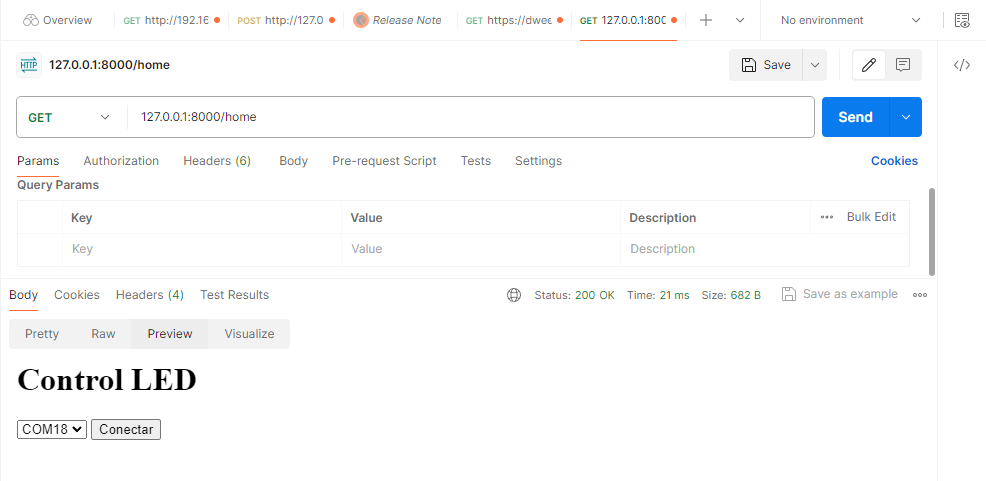 Overview GET http://192.16 POST http://127.0 Release Note GET https://dwee GET 127.0.0.1:800 No environment
HTTP 127.0.0.1:8000/home Save
GET 127.0.0.1:8000/home Send
Params Authorization Headers (6) Body Pre-request Script Tests Settings Cookies
Query Params
Key Value Description Bulk Edit
Key Value Description
Body Cookies Headers (4) Test Results Status: 200 OK Time: 21 ms Size: 682 B Save as example
Pretty Raw Preview Visualize
Control LED
COM18 Conectar